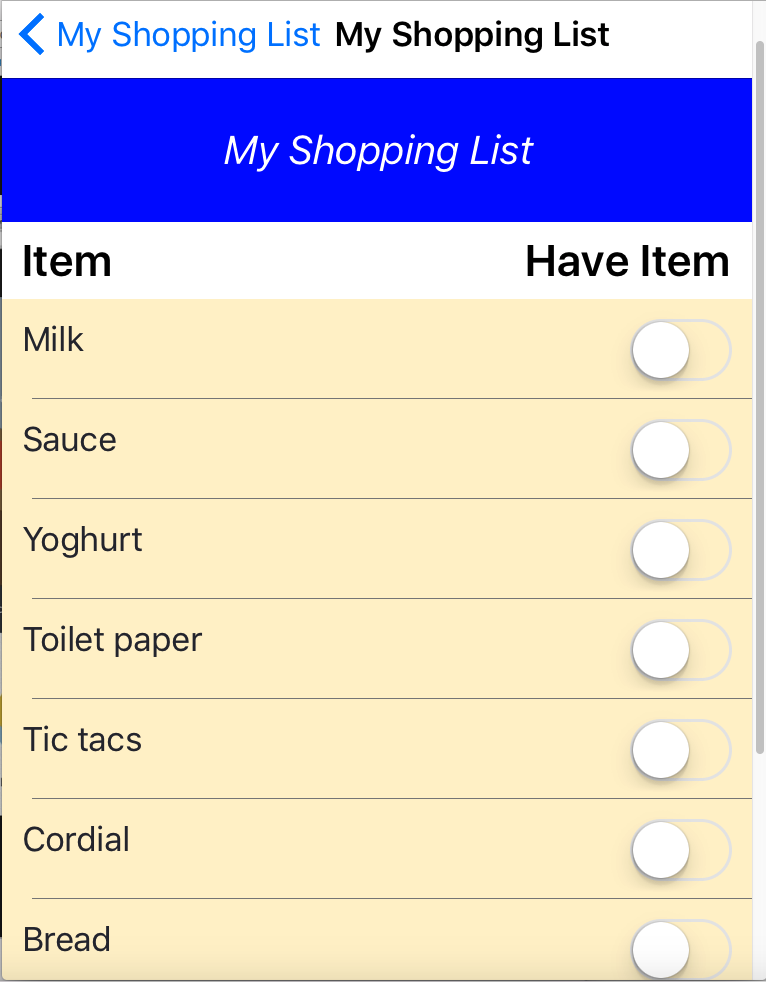 My Shopping List My Shopping List
My Shopping List
Item Have Item
Milk
Sauce
Yoghurt
Toilet paper
Tic tacs
Cordial
Bread